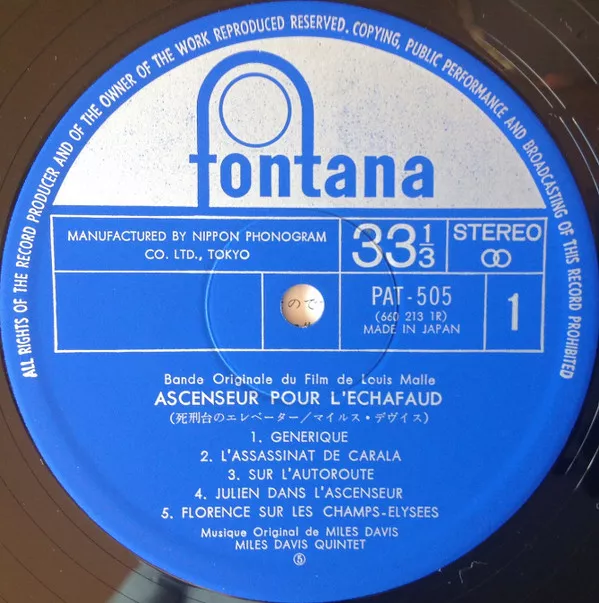 ALL RIGHTS OF THE RECORD PRODUCER AND OF THE OWNER OF THE WORK REPRODUCED RESERVED. COPYING, PUBLIC PERFORMANCE AND BROADCASTING OF THIS RECORD PROHIBITED
fontana
MANUFACTURED BY NIPPON PHONOGRAM
CO. LTD., TOKYO
33 1/3
STEREO
PAT-505
(660 213 1R)
MADE IN JAPAN
1
ので
Bande Originale du Film de Louis Malle
ASCENSEUR POUR L'ECHAFAUD
(死刑台のエレベーター/マイルス・デヴイス)
1. GENERIQUE
2. L'ASSASSINAT DE CARALA
3. SUR L'AUTOROUTE
4. JULIEN DANS L'ASCENSEUR
5. FLORENCE SUR LES CHAMPS-ELYSEES
Musique Original de MILES DAVIS
MILES DAVIS QUINTET
⑤